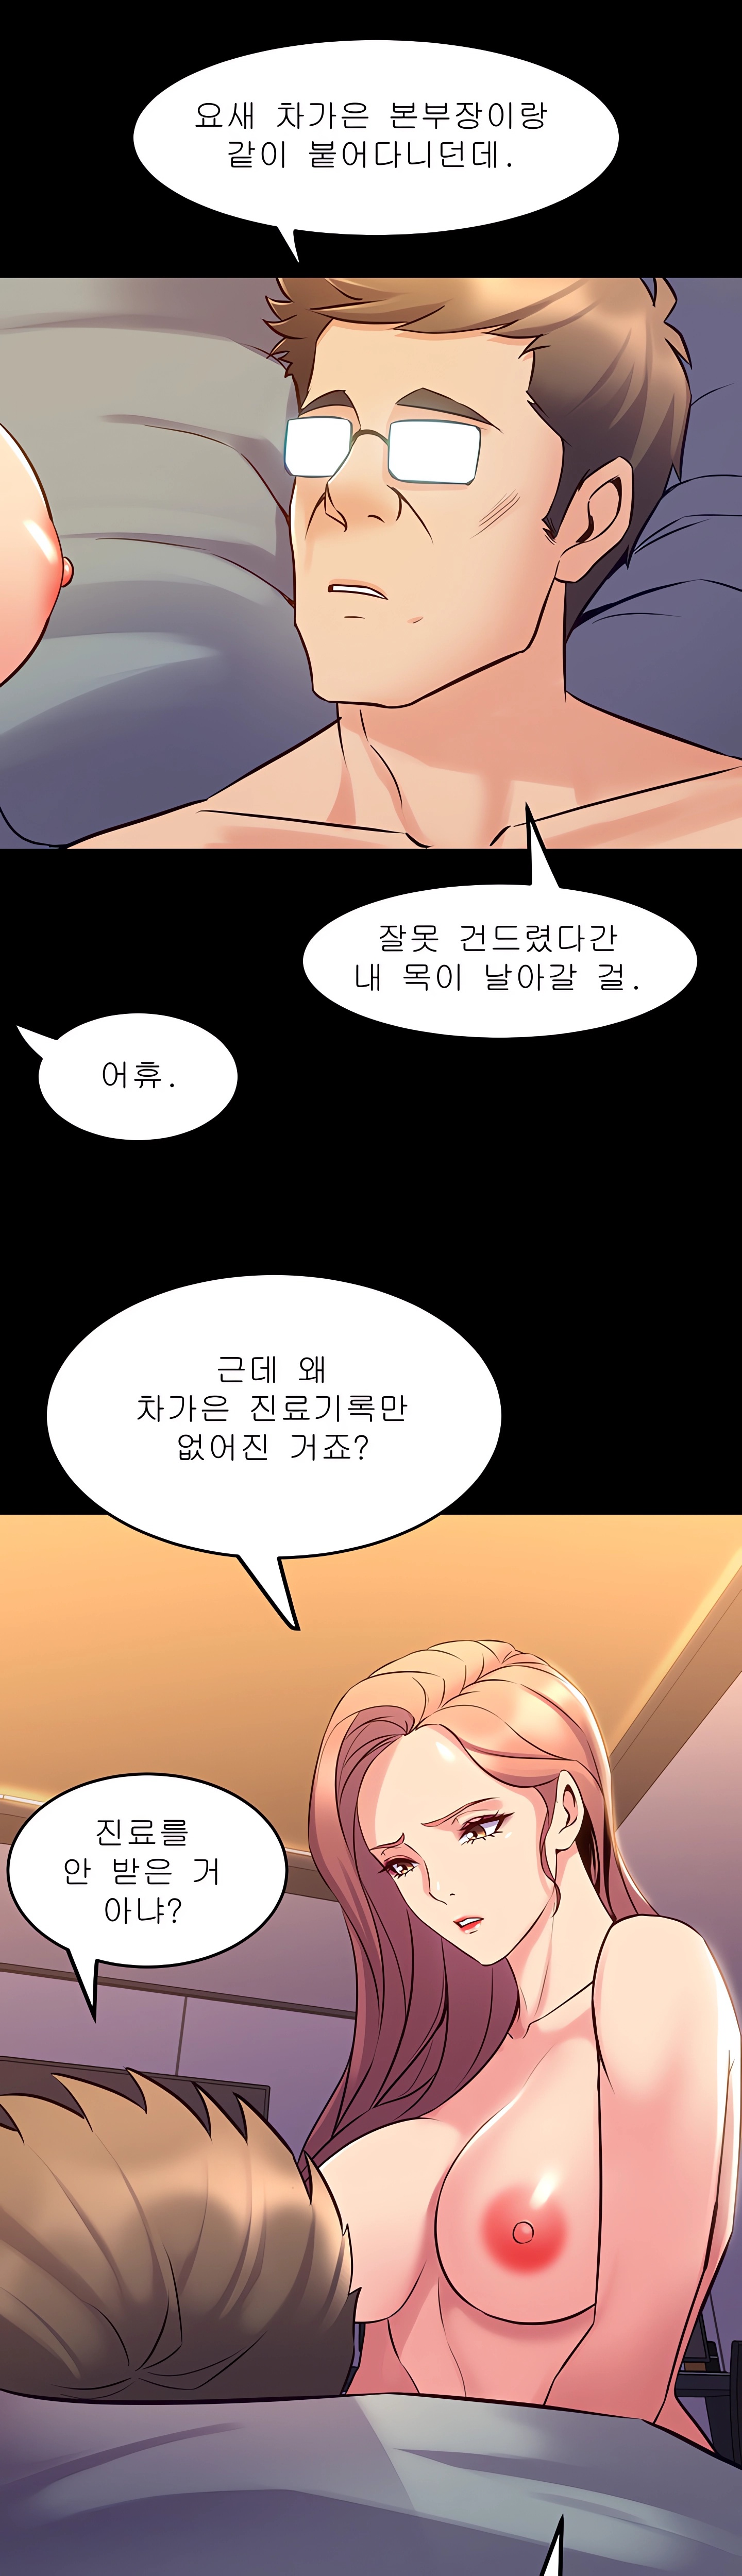 요새 차가은 본부장이랑
같이 붙어다니던데.
잘못 건드렸다간
내 목이 날아갈 걸.
어휴.
근데 왜
차가은 진료기록만
없어진 거죠?
진료를
안 받은 거
아냐?